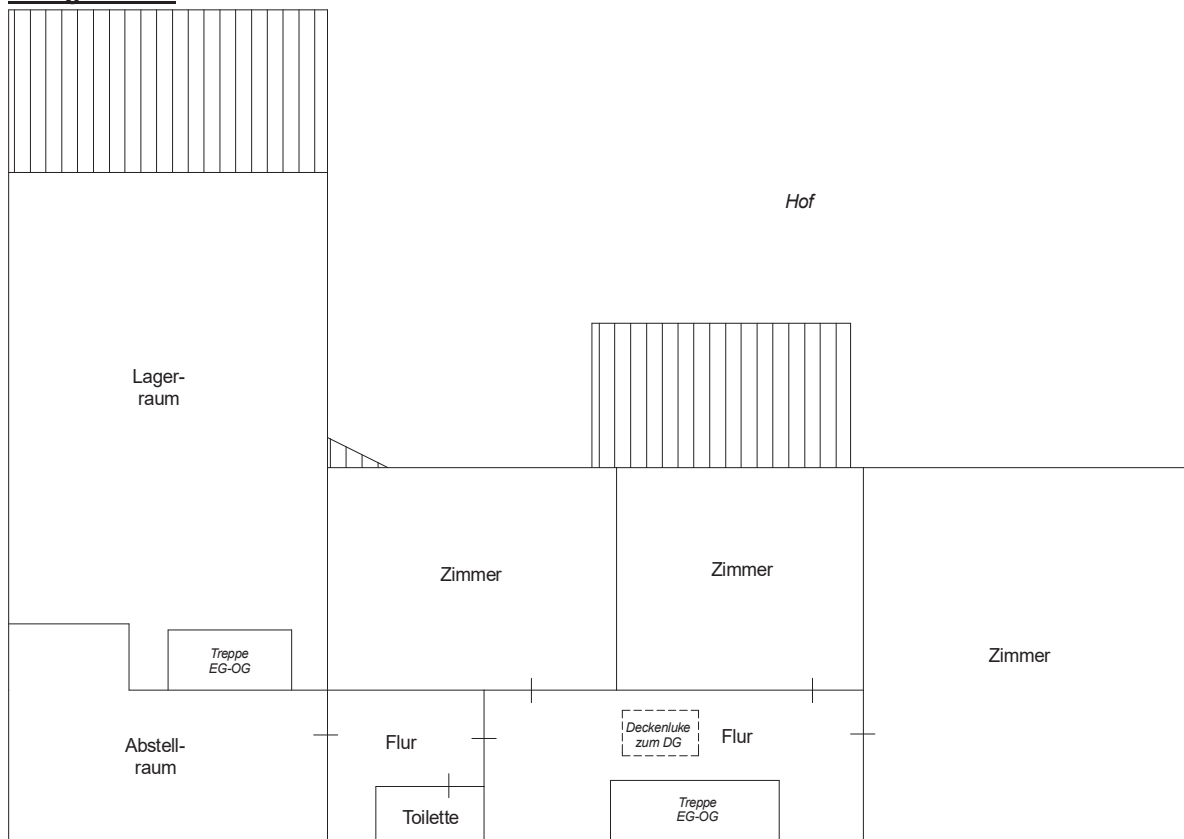 Hof
Lager-
raum
Zimmer
Zimmer
Zimmer
Treppe
EG-OG
Abstell-
raum
Flur
Deckenluke
zum DG
Flur
Toilette
Treppe
EG-OG